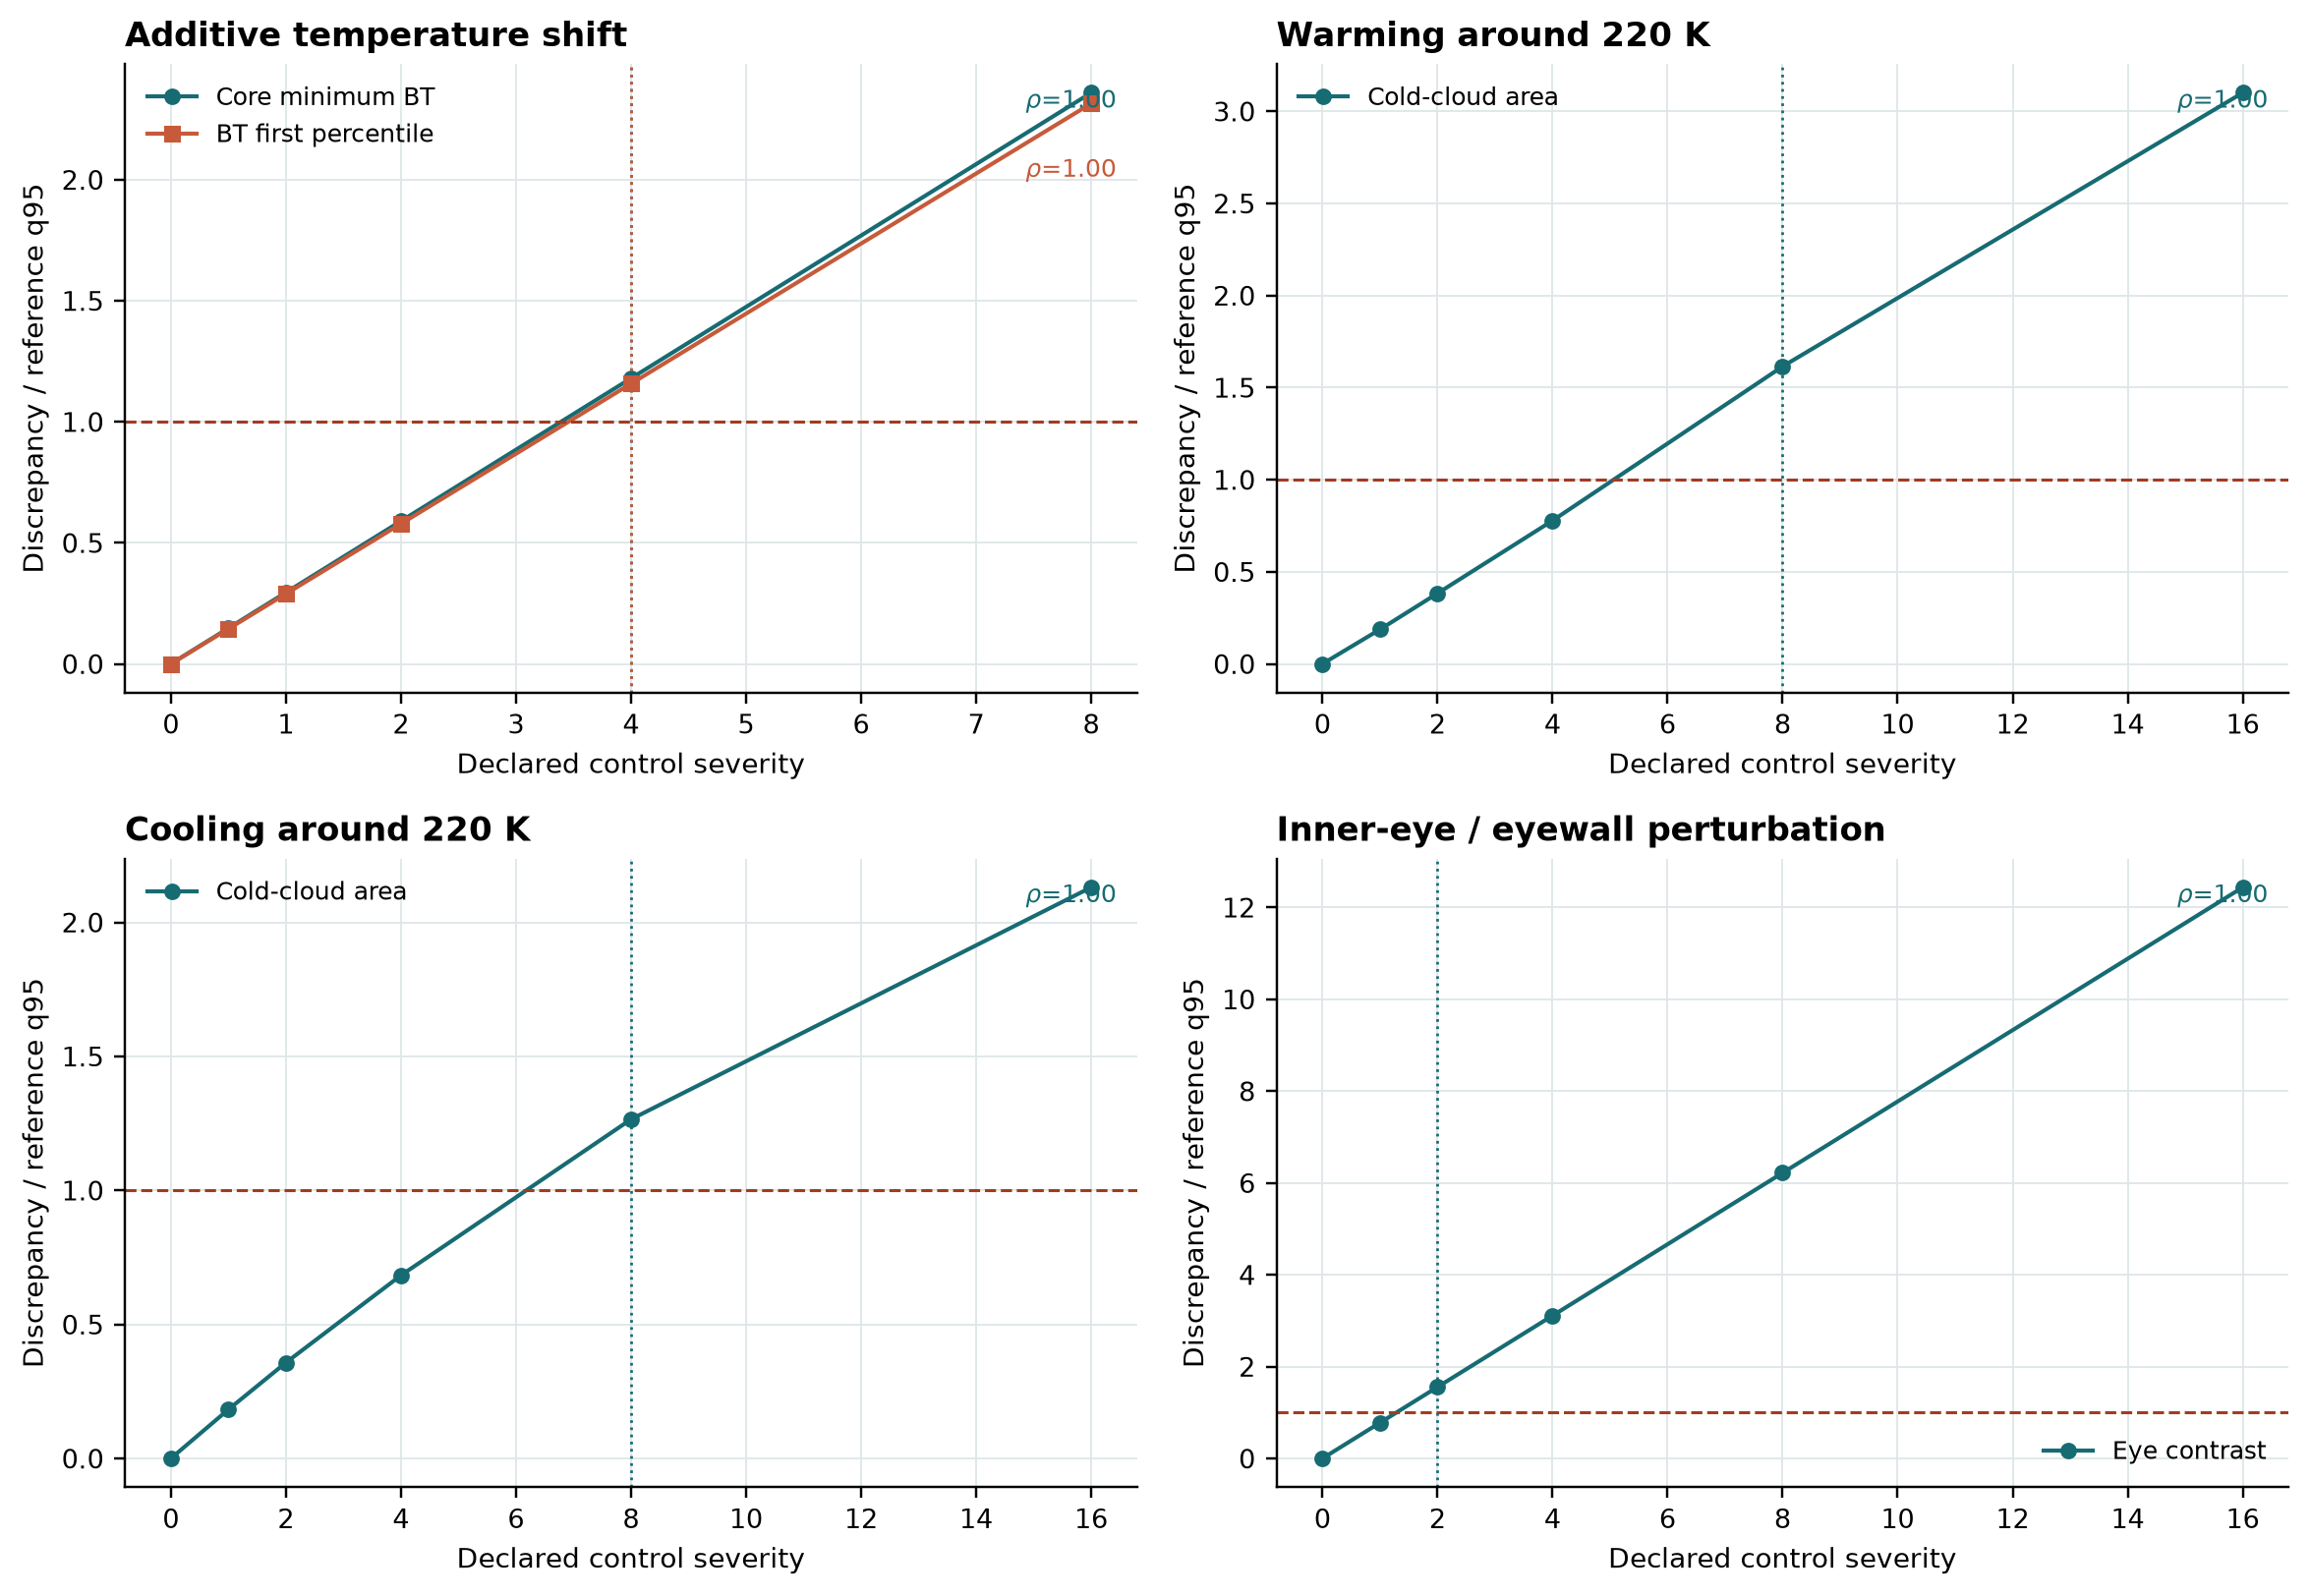 Additive temperature shift
Core minimum BT
BT first percentile
ρ=1.00
ρ=1.00
Discrepancy / reference q95
2.0
1.5
1.0
0.5
0.0
0 1 2 3 4 5 6 7 8
Declared control severity
Warming around 220 K
Cold-cloud area
ρ=1.00
Discrepancy / reference q95
3.0
2.5
2.0
1.5
1.0
0.5
0.0
0 2 4 6 8 10 12 14 16
Declared control severity
Cooling around 220 K
Cold-cloud area
ρ=1.00
Discrepancy / reference q95
2.0
1.5
1.0
0.5
0.0
0 2 4 6 8 10 12 14 16
Declared control severity
Inner-eye / eyewall perturbation
ρ=1.00
Discrepancy / reference q95
12
10
8
6
4
2
0
Eye contrast
0 2 4 6 8 10 12 14 16
Declared control severity